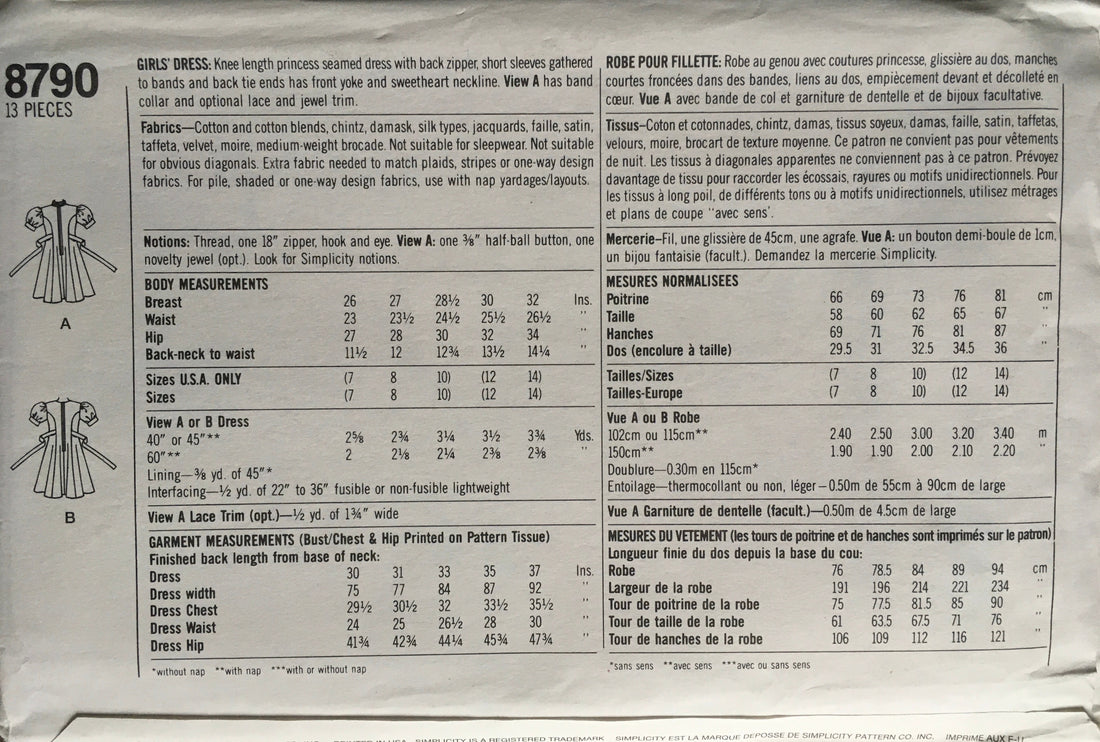 8790
13 PIECES
A
B
GIRLS' DRESS: Knee length princess seamed dress with back zipper, short sleeves gathered
to bands and back tie ends has front yoke and sweetheart neckline. View A has band
collar and optional lace and jewel trim.
Fabrics—Cotton and cotton blends, chintz, damask, silk types, jacquards, faille, satin,
taffeta, velvet, moire, medium-weight brocade. Not suitable for sleepwear. Not suitable
for obvious diagonals. Extra fabric needed to match plaids, stripes or one-way design
fabrics. For pile, shaded or one-way design fabrics, use with nap yardages/layouts.
Notions: Thread, one 18" zipper, hook and eye. View A: one ⅜" half-ball button, one
novelty jewel (opt.). Look for Simplicity notions.
BODY MEASUREMENTS
Breast 26 27 28½ 30 32 Ins.
Waist 23 23½ 24½ 25½ 26½ "
Hip 27 28 30 32 34 "
Back-neck to waist 11½ 12 12¾ 13½ 14¼ "
Sizes U.S.A. ONLY (7 8 10) (12 14)
Sizes (7 8 10) (12 14)
View A or B Dress
40" or 45"** 2⅝ 2¾ 3¼ 3½ 3¾ Yds.
60"** 2 2⅛ 2¼ 2⅜ 2⅜ "
Lining—⅜ yd. of 45"*
Interfacing—½ yd. of 22" to 36" fusible or non-fusible lightweight
View A Lace Trim (opt.)—½ yd. of 1¾" wide
GARMENT MEASUREMENTS (Bust/Chest & Hip Printed on Pattern Tissue)
Finished back length from base of neck:
Dress 30 31 33 35 37 Ins.
Dress width 75 77 84 87 92 "
Dress Chest 29½ 30½ 32 33½ 35½ "
Dress Waist 24 25 26½ 28 30 "
Dress Hip 41¾ 42¾ 44¼ 45¾ 47¾ "
*without nap **with nap ***with or without nap
ROBE POUR FILLETTE: Robe au genou avec coutures princesse, glissière au dos, manches
courtes froncées dans des bandes, liens au dos, empiècement devant et décolleté en
cœur. Vue A avec bande de col et garniture de dentelle et de bijoux facultative.
Tissus—Coton et cotonnades, chintz, damas, tissus soyeux, damas, faille, satin, taffetas,
velours, moire, brocart de texture moyenne. Ce patron ne convient pas pour vêtements
de nuit. Les tissus à diagonales apparentes ne conviennent pas à ce patron. Prévoyez
davantage de tissu pour raccorder les écossais, rayures ou motifs unidirectionnels. Pour
les tissus à long poil, de différents tons ou à motifs unidirectionnels, utilisez métrages
et plans de coupe "avec sens'.
Mercerie—Fil, une glissière de 45cm, une agrafe. Vue A: un bouton demi-boule de 1cm,
un bijou fantaisie (facult.). Demandez la mercerie Simplicity.
MESURES NORMALISEES
Poitrine 66 69 73 76 81 cm
Taille 58 60 62 65 67 "
Hanches 69 71 76 81 87 "
Dos (encolure à taille) 29.5 31 32.5 34.5 36 "
Tailles/Sizes (7 8 10) (12 14)
Tailles-Europe (7 8 10) (12 14)
Vue A ou B Robe
102cm ou 115cm** 2.40 2.50 3.00 3.20 3.40 m
150cm** 1.90 1.90 2.00 2.10 2.20 "
Doublure—0.30m en 115cm*
Entoilage—thermocollant ou non, léger—0.50m de 55cm à 90cm de large
Vue A Garniture de dentelle (facult.)—0.50m de 4.5cm de large
MESURES DU VETEMENT (les tours de poitrine et de hanches sont imprimés sur le patron)
Longueur finie du dos depuis la base du cou:
Robe 76 78.5 84 89 94 cm
Largeur de la robe 191 196 214 221 234 "
Tour de poitrine de la robe 75 77.5 81.5 85 90 "
Tour de taille de la robe 61 63.5 67.5 71 76 "
Tour de hanches de la robe 106 109 112 116 121 "
*sans sens **avec sens ***avec ou sans sens
SIMPLICITY IS A REGISTERED TRADEMARK SIMPLICITY EST LA MARQUE DEPOSSE DE SIMPLICITY PATTERN CO. INC. IMPRIME AUX